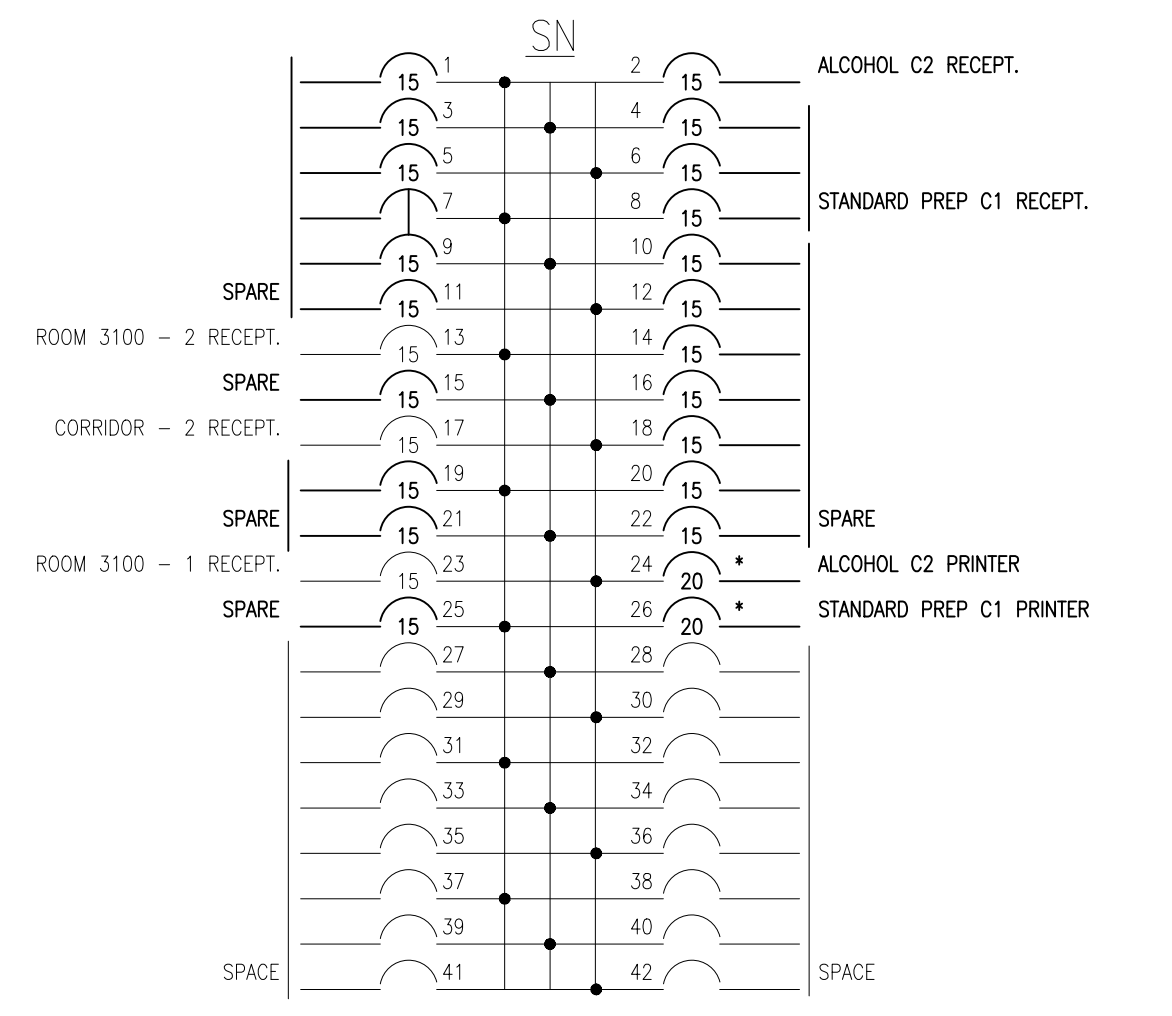 SN
15 1 2 15 ALCOHOL C2 RECEPT.
15 3 4 15
15 5 6 15
7 8 15 STANDARD PREP C1 RECEPT.
15 9 10 15
SPARE 15 11 12 15
ROOM 3100 – 2 RECEPT. 15 13 14 15
SPARE 15 15 16 15
CORRIDOR – 2 RECEPT. 15 17 18 15
15 19 20 15
SPARE 15 21 22 15 SPARE
ROOM 3100 – 1 RECEPT. 15 23 24 20 * ALCOHOL C2 PRINTER
SPARE 15 25 26 20 * STANDARD PREP C1 PRINTER
27 28
29 30
31 32
33 34
35 36
37 38
39 40
SPACE 41 42 SPACE